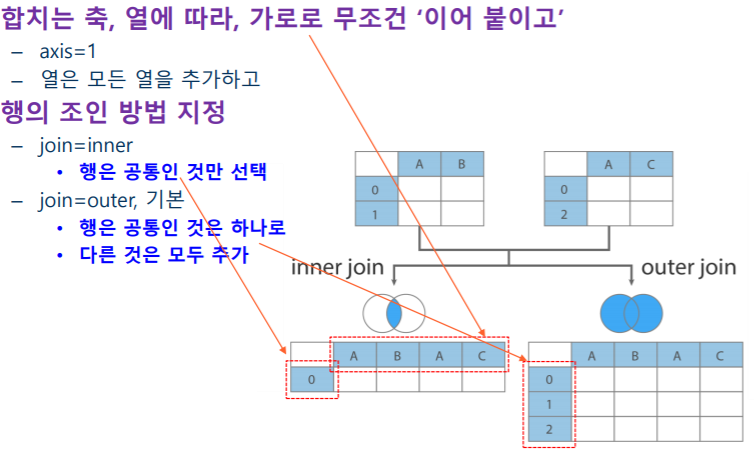 합치는 축, 열에 따라, 가로로 무조건 ‘이어 붙이고’
– axis=1
– 열은 모든 열을 추가하고
행의 조인 방법 지정
– join=inner
• 행은 공통인 것만 선택
– join=outer, 기본
• 행은 공통인 것은 하나로
• 다른 것은 모두 추가
A B
0
1
A C
0
2
inner join
outer join
A B A C
0
A B A C
0
1
2